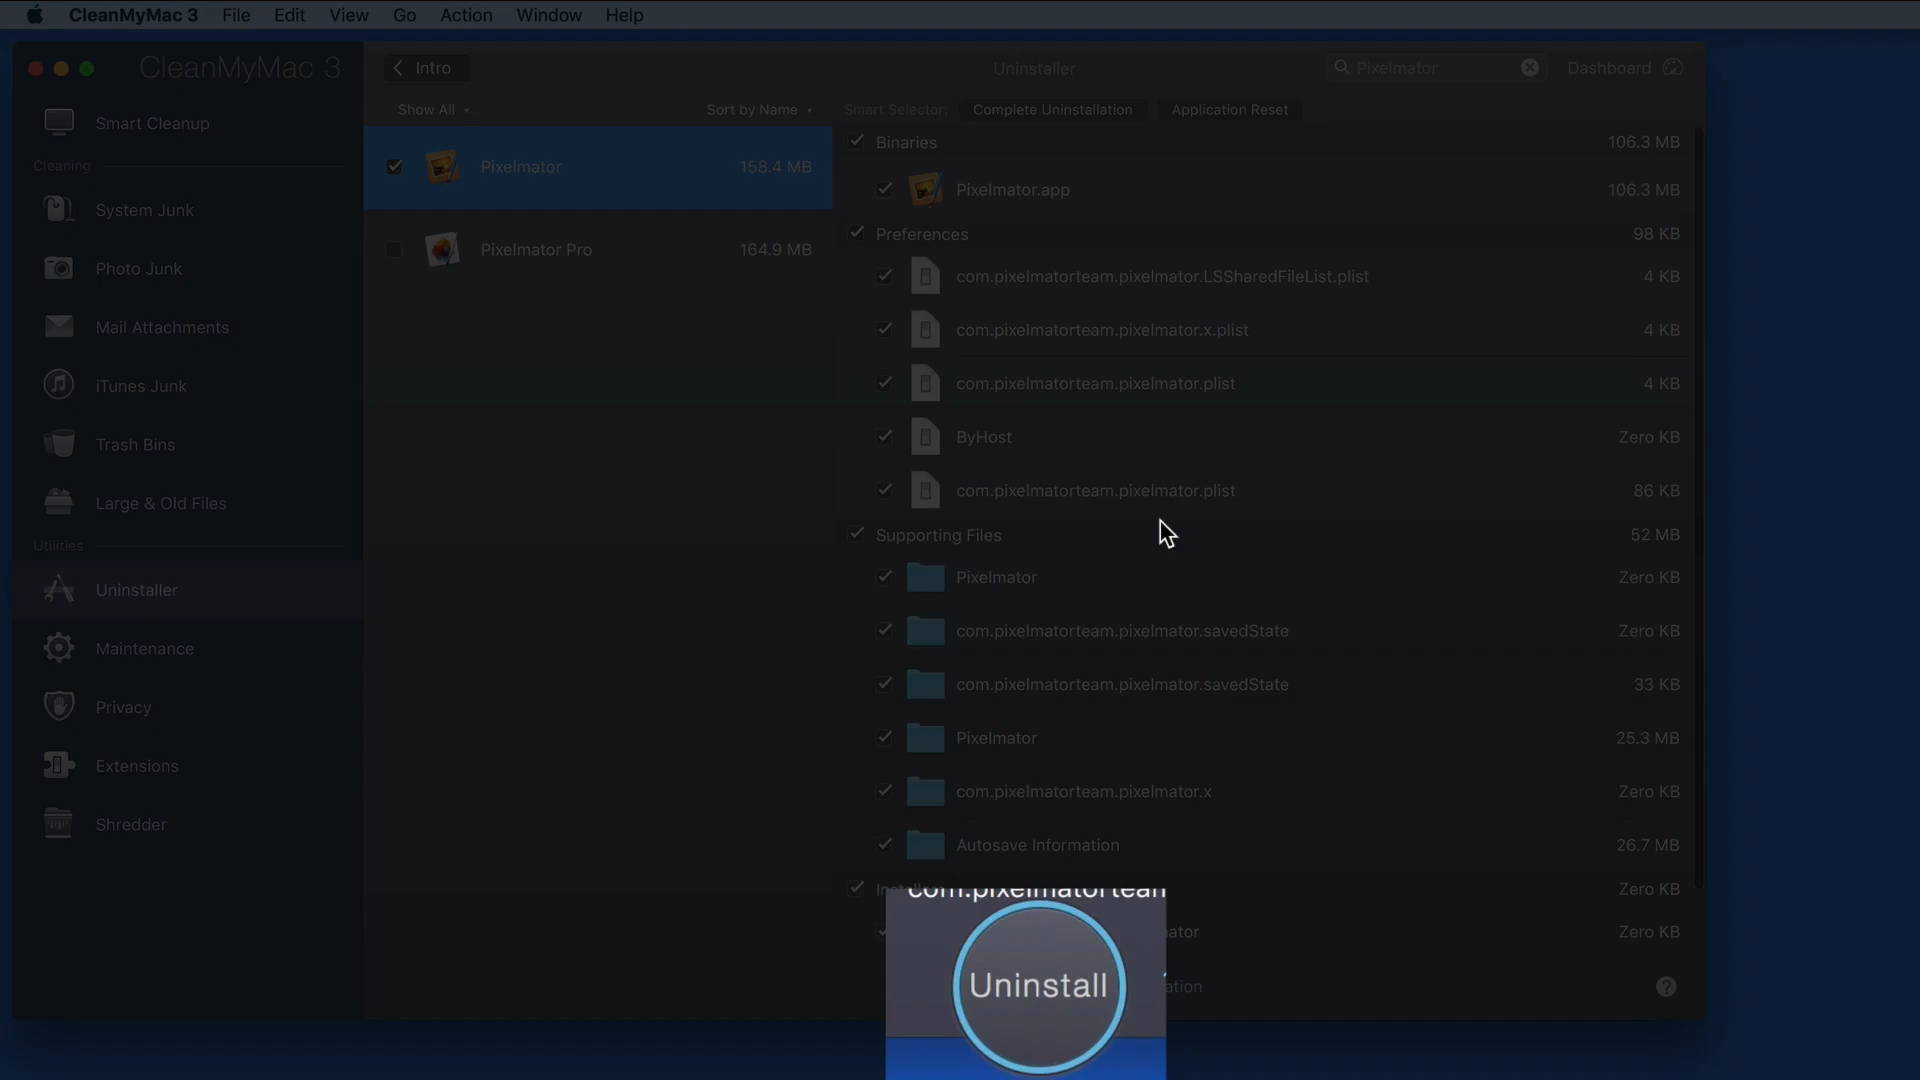 CleanMyMac 3 File Edit View Go Action Window Help
CleanMyMac 3
Intro
Uninstaller
Pixelmator
Dashboard
Show All
Sort by Name
Smart Selector:
Complete Uninstallation
Application Reset
Smart Cleanup
Cleaning
System Junk
Photo Junk
Mail Attachments
iTunes Junk
Trash Bins
Large & Old Files
Utilities
Uninstaller
Maintenance
Privacy
Extensions
Shredder
Pixelmator 158.4 MB
Pixelmator Pro 164.9 MB
Binaries 106.3 MB
Pixelmator.app 106.3 MB
Preferences 98 KB
com.pixelmatorteam.pixelmator.LSSharedFileList.plist 4 KB
com.pixelmatorteam.pixelmator.x.plist 4 KB
com.pixelmatorteam.pixelmator.plist 4 KB
ByHost Zero KB
com.pixelmatorteam.pixelmator.plist 86 KB
Supporting Files 52 MB
Pixelmator Zero KB
com.pixelmatorteam.pixelmator.savedState Zero KB
com.pixelmatorteam.pixelmator.savedState 33 KB
Pixelmator 25.3 MB
com.pixelmatorteam.pixelmator.x Zero KB
Autosave Information 26.7 MB
Zero KB
com.pixelmatorteam
ator Zero KB
Uninstall
ation
?